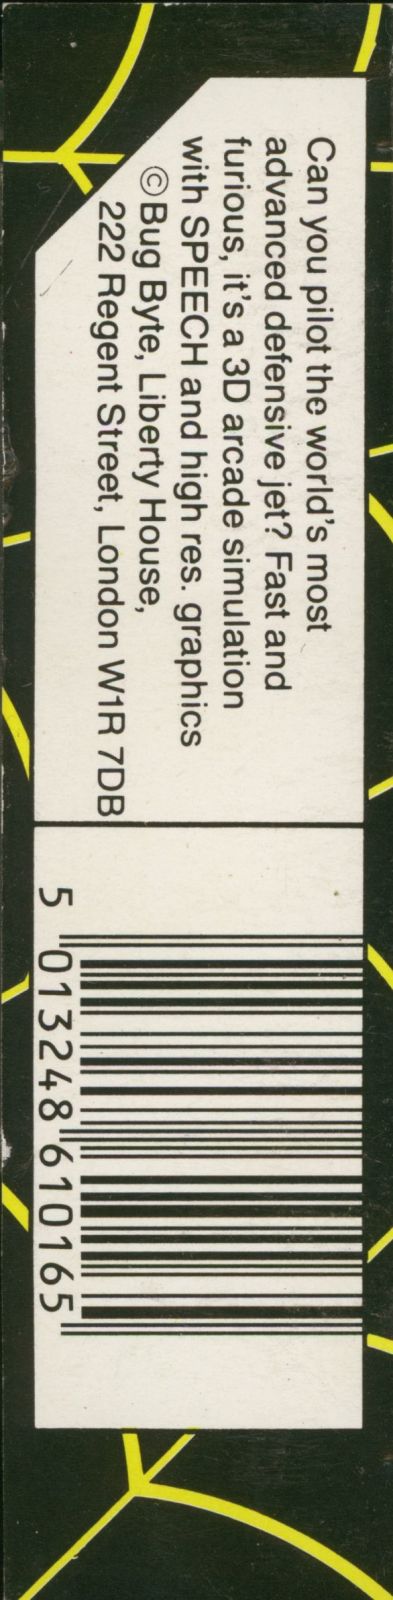 Can you pilot the world's most
advanced defensive jet? Fast and
furious, it's a 3D arcade simulation
with SPEECH and high res. graphics
© Bug Byte, Liberty House,
222 Regent Street, London W1R 7DB
5 013248 610165